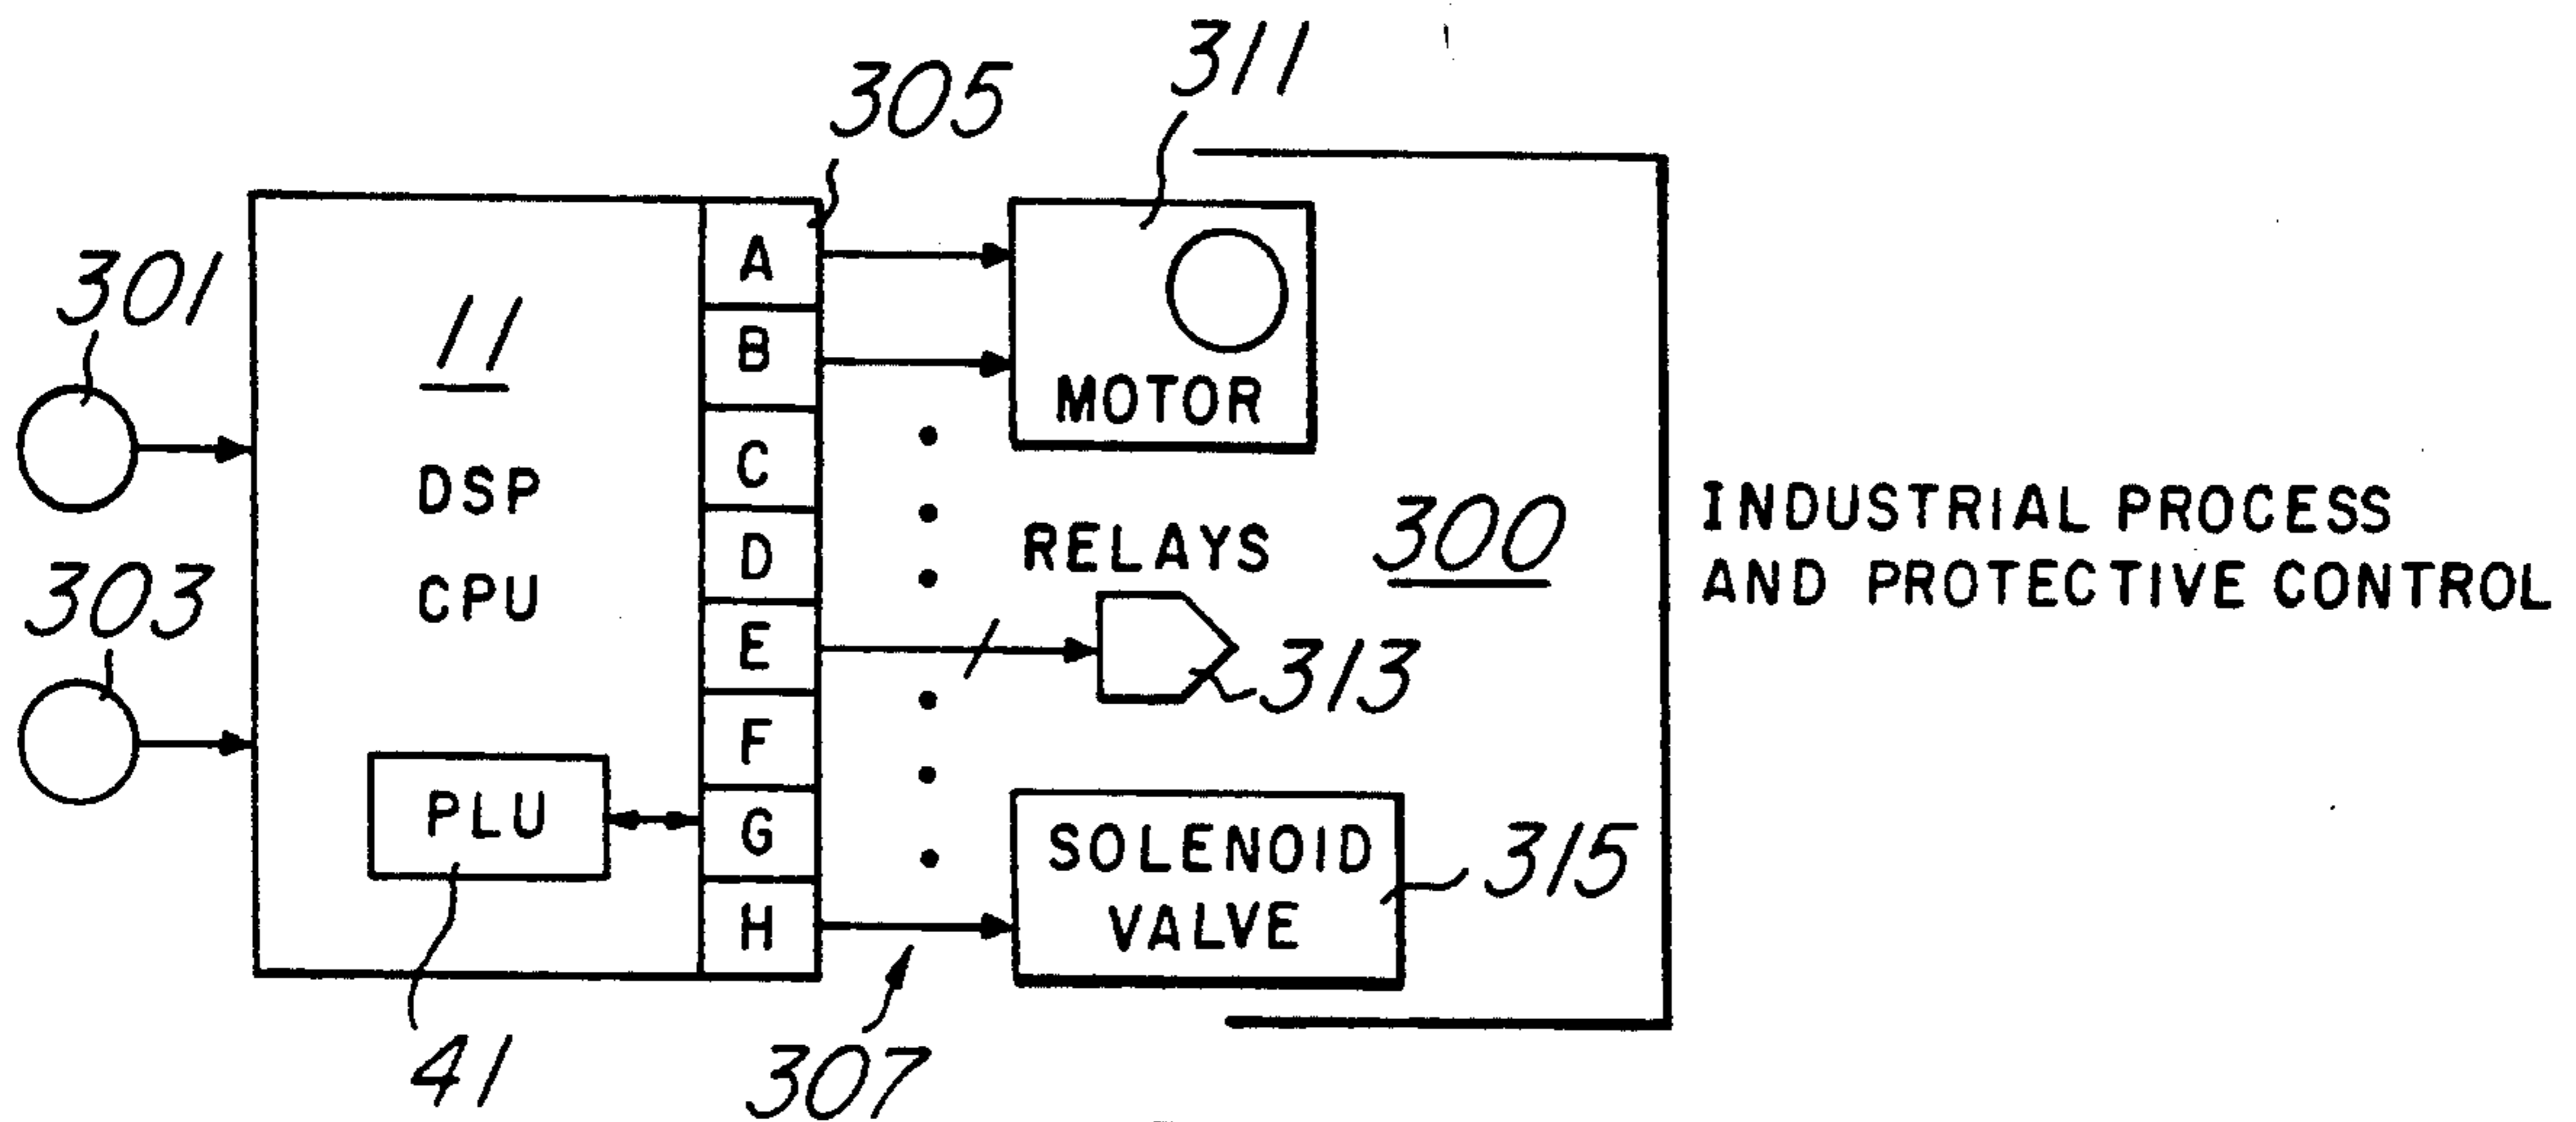 311
305
301
11
A
B
MOTOR
C
DSP
D
RELAYS
300
INDUSTRIAL PROCESS
AND PROTECTIVE CONTROL
CPU
303
E
313
F
PLU
G
SOLENOID
VALVE
315
H
41
307